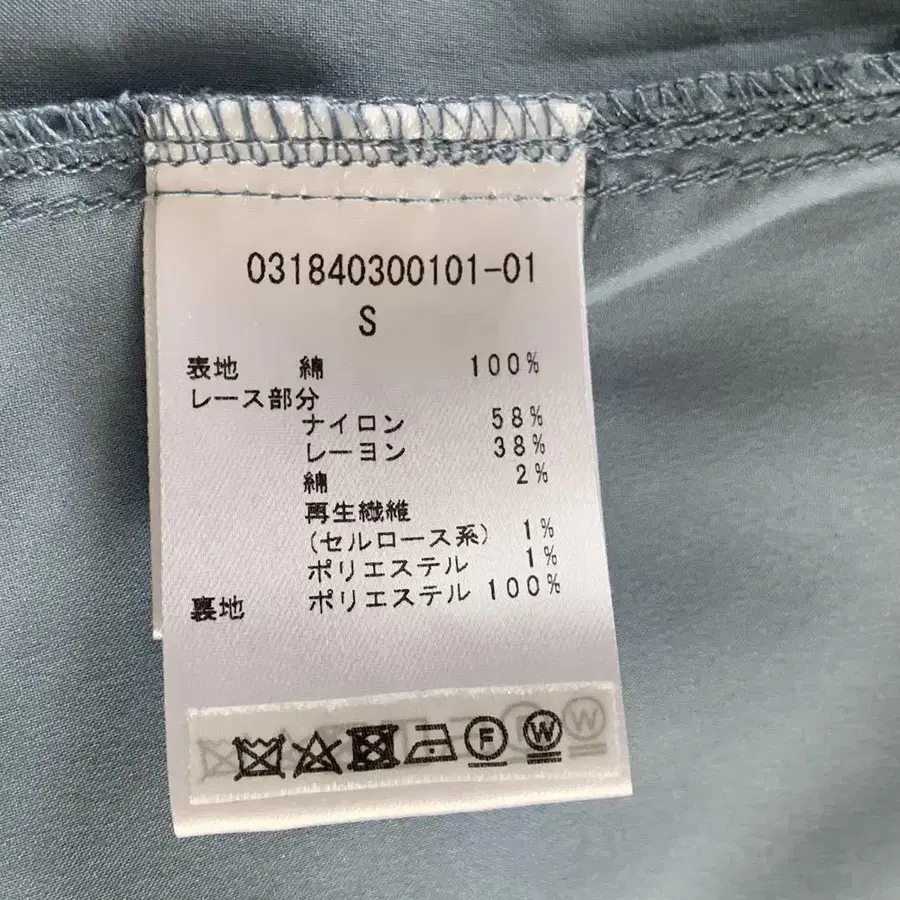 031840300101-01
S
表地 綿 100%
レース部分
ナイロン 58%
レーヨン 38%
綿 2%
再生繊維
(セルロース系) 1%
ポリエステル 1%
裏地 ポリエステル 100%
F W W